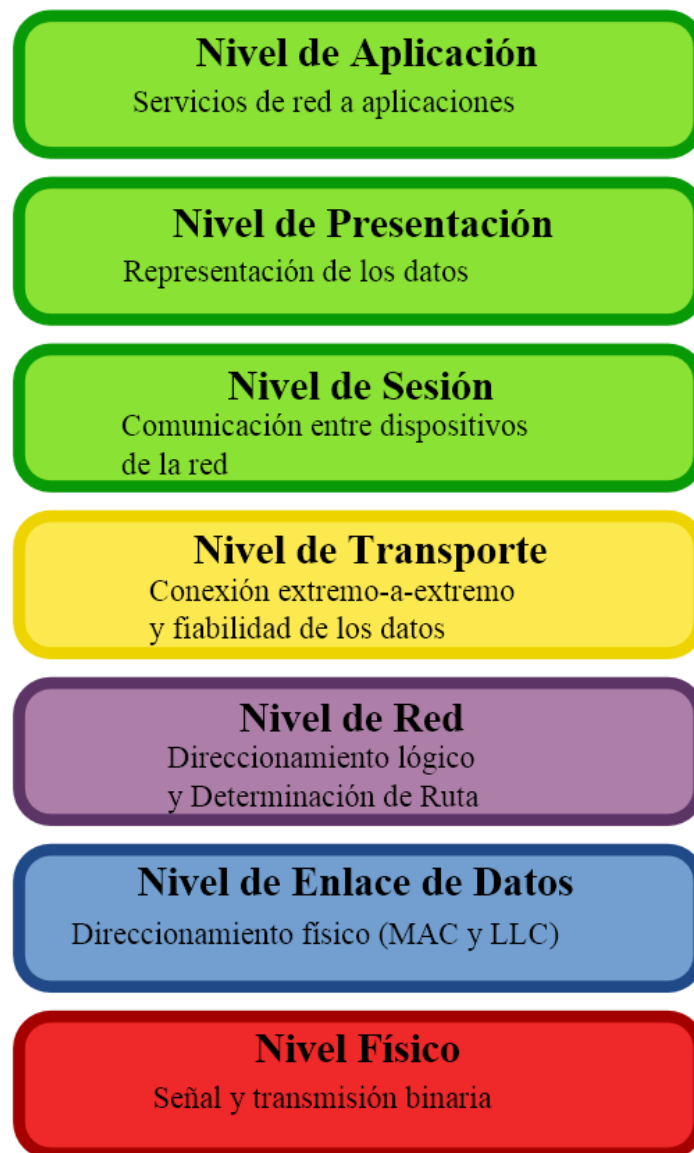 Nivel de Aplicación
Servicios de red a aplicaciones
Nivel de Presentación
Representación de los datos
Nivel de Sesión
Comunicación entre dispositivos
de la red
Nivel de Transporte
Conexión extremo-a-extremo
y fiabilidad de los datos
Nivel de Red
Direccionamiento lógico
y Determinación de Ruta
Nivel de Enlace de Datos
Direccionamiento físico (MAC y LLC)
Nivel Físico
Señal y transmisión binaria